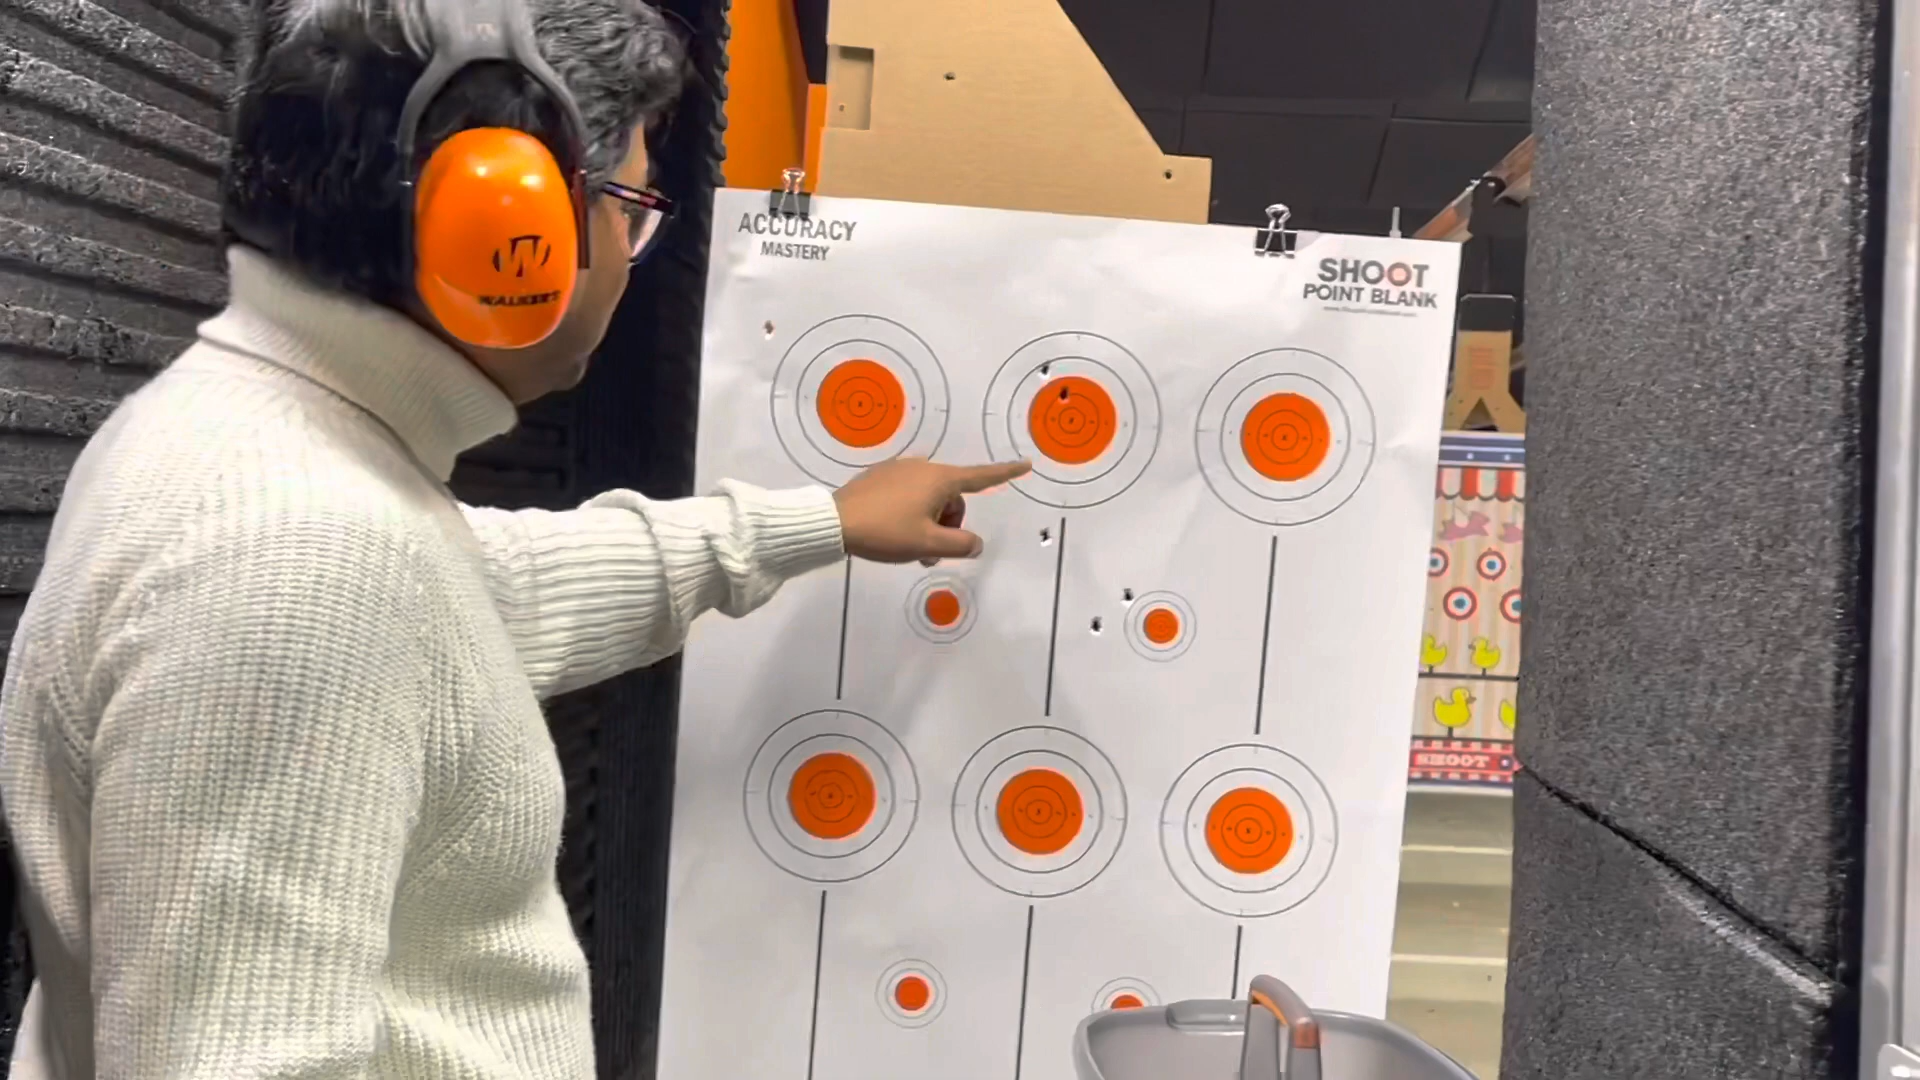 ACCURACY
MASTERY
SHOOT
POINT BLANK
W
WALKER'S
SHOOT